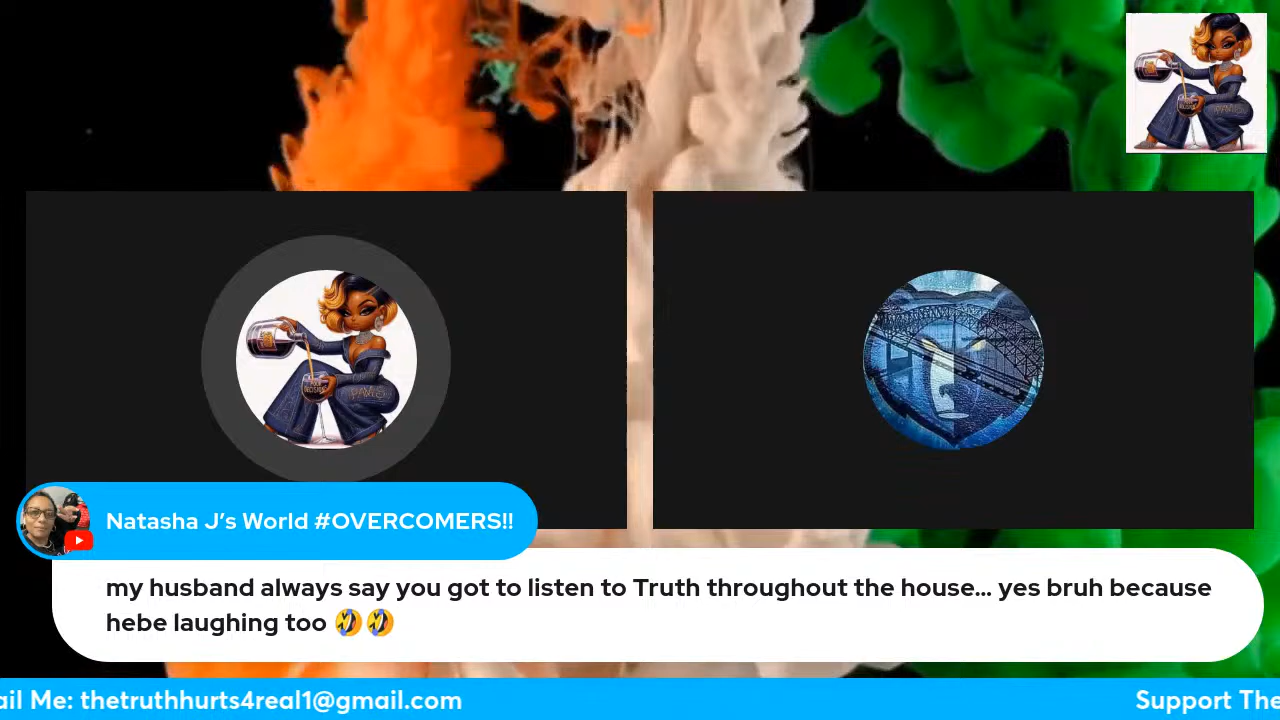 Natasha J's World #OVERCOMERS!!
my husband always say you got to listen to Truth throughout the house... yes bruh because
hebe laughing too 🤣🤣
ail Me: thetruthhurts4real1@gmail.com
Support The